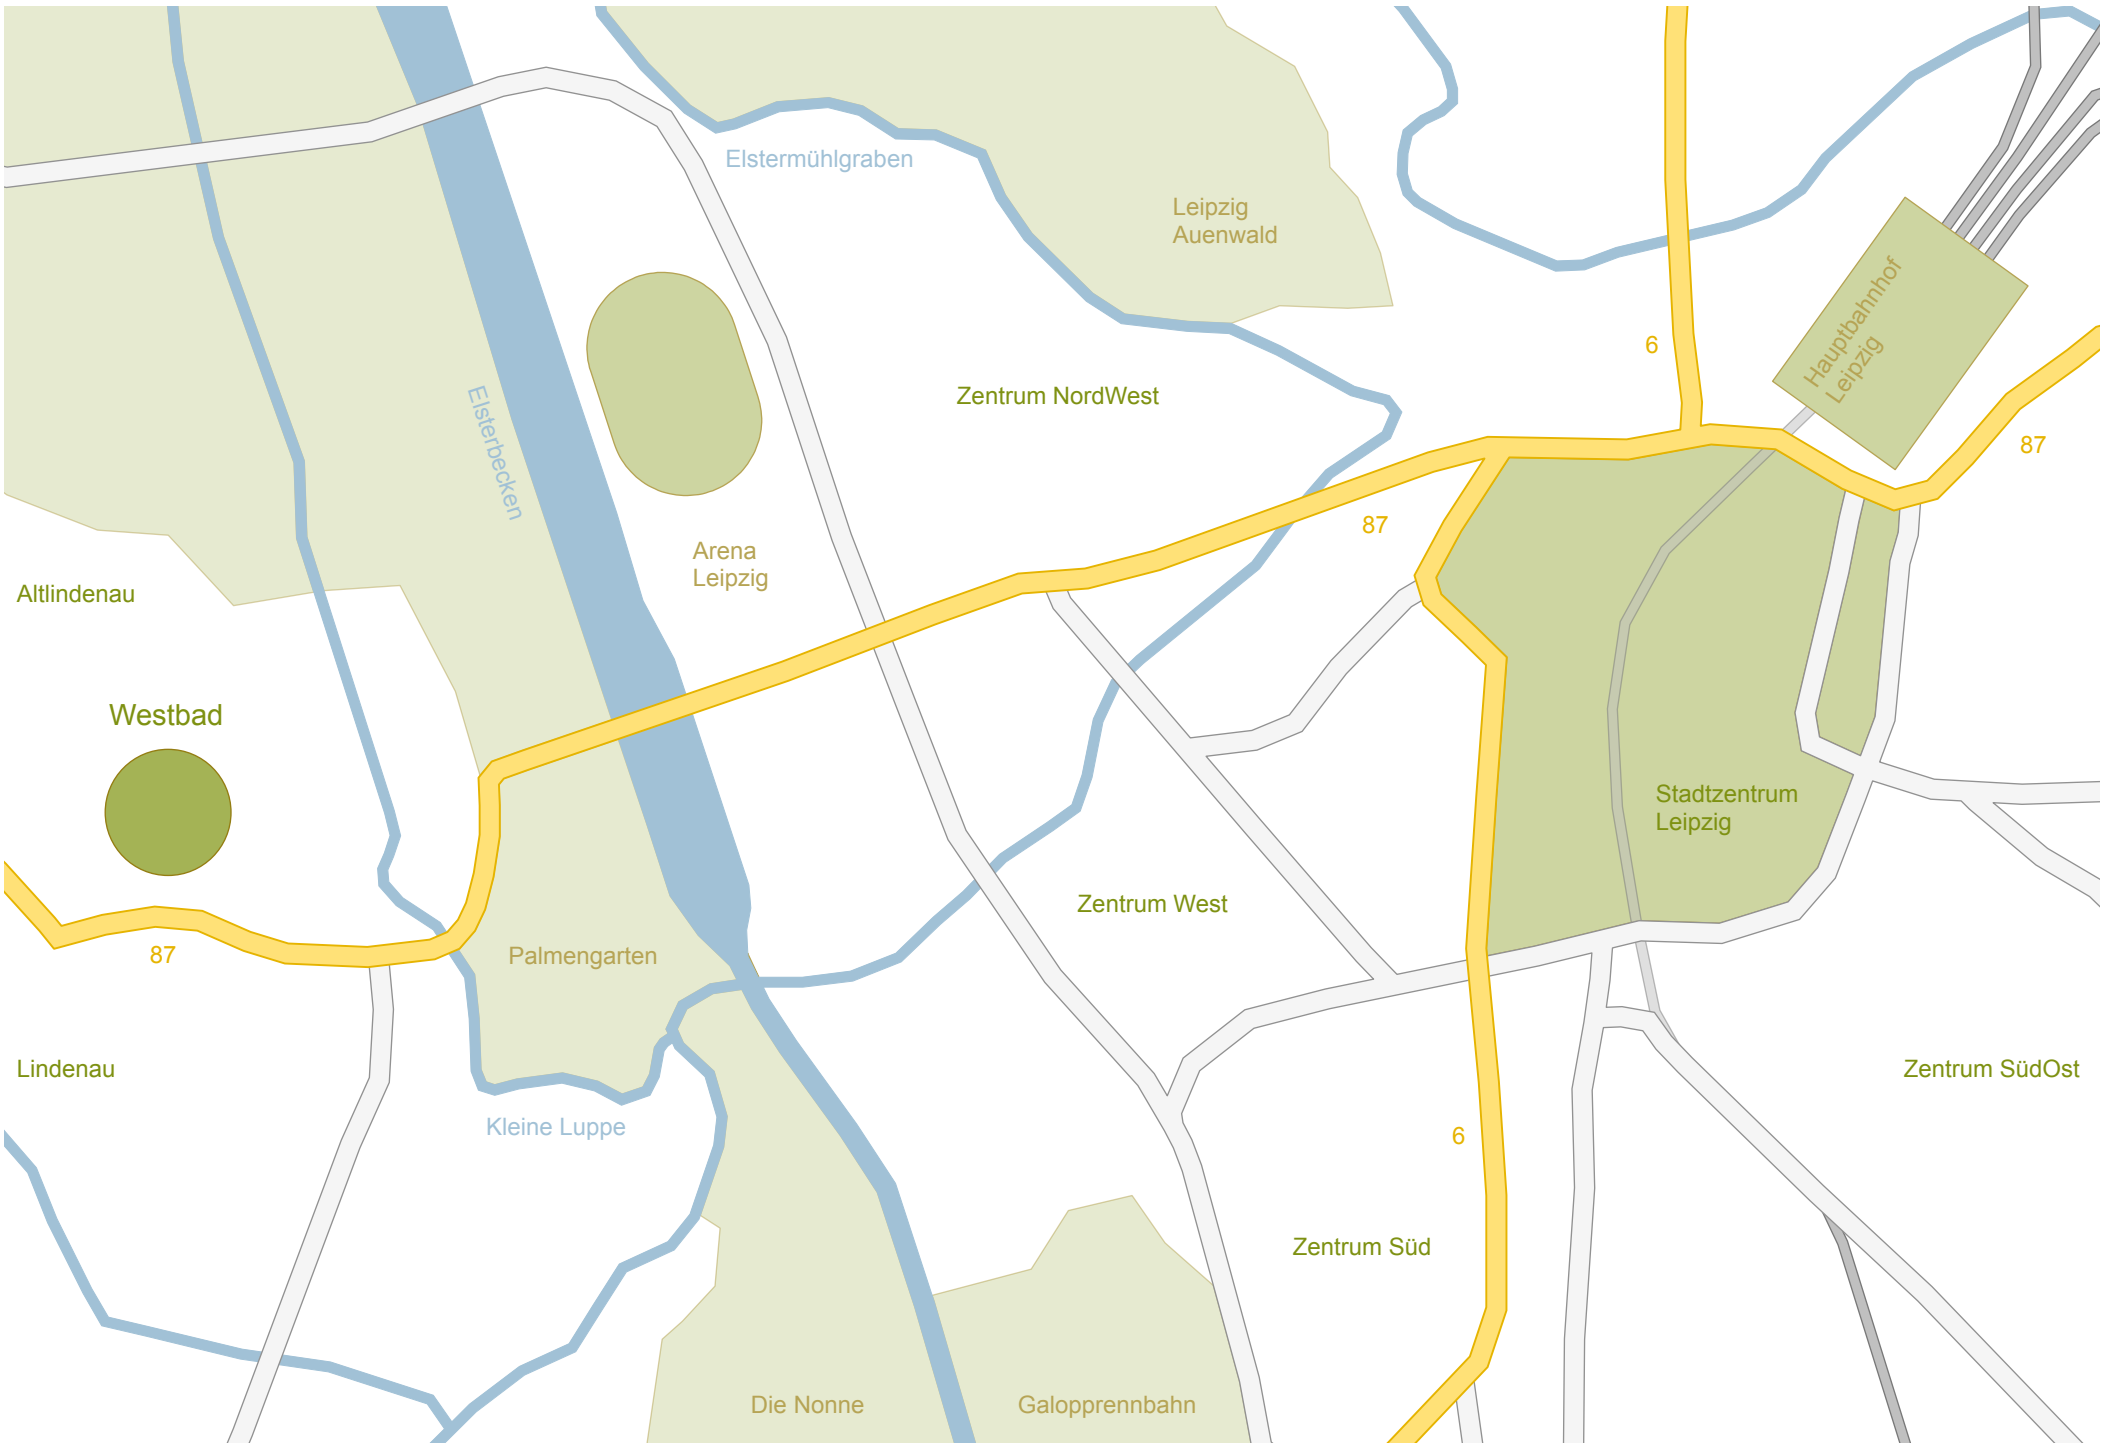 Elstermühlgraben
Leipzig
Auenwald
Hauptbahnhof
Leipzig
6
Zentrum NordWest
Elsterbecken
87
87
Arena
Leipzig
Altlindenau
Westbad
Stadtzentrum
Leipzig
Zentrum West
87
Palmengarten
Lindenau
Zentrum SüdOst
Kleine Luppe
6
Zentrum Süd
Die Nonne
Galopprennbahn